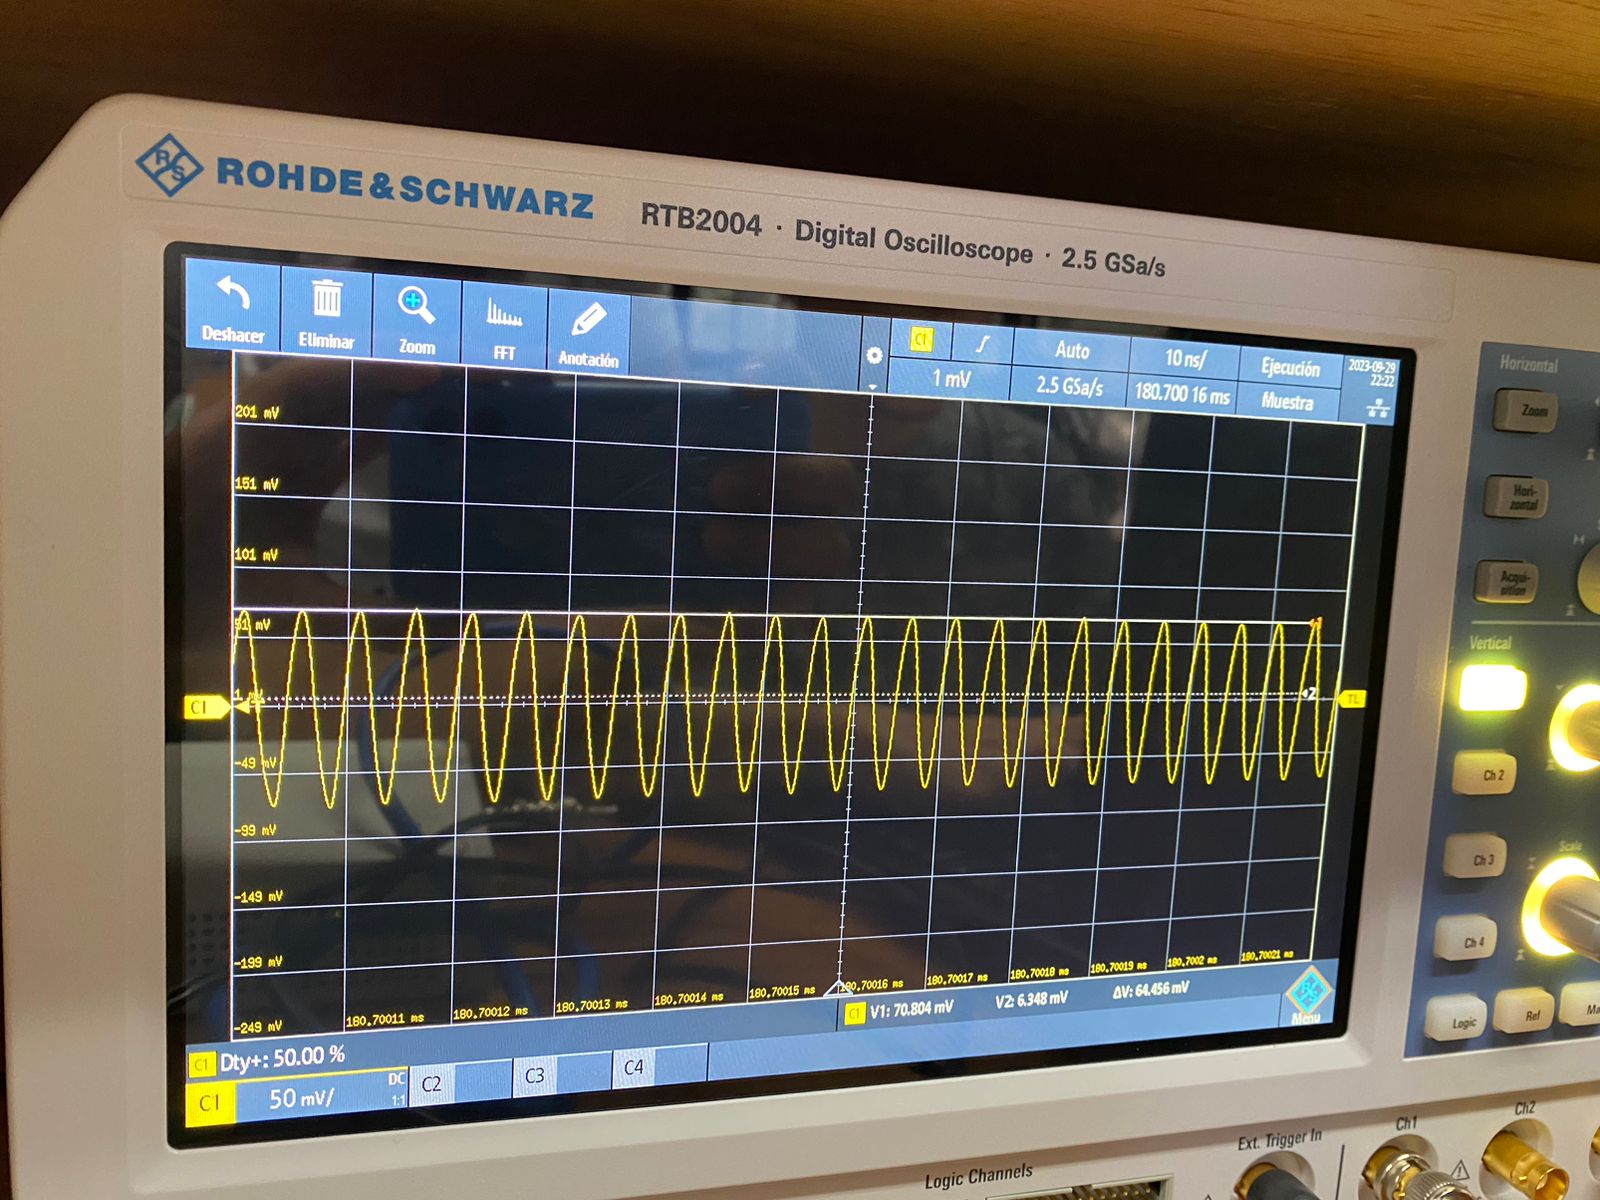 R S
ROHDE&SCHWARZ
RTB2004 · Digital Oscilloscope · 2.5 GSa/s
Deshacer
Eliminar
Zoom
FFT
Anotación
C1
Auto
10 ns/
Ejecución
2023-09-29
22:22
1 mV
2.5 GSa/s
180.700 16 ms
Muestra
201 mV
151 mV
101 mV
51 mV
1 mV
-49 mV
-99 mV
-149 mV
-199 mV
-249 mV
C1
1
2
TL
180.70011 ms
180.70012 ms
180.70013 ms
180.70014 ms
180.70015 ms
180.70016 ms
180.70017 ms
180.70018 ms
180.70019 ms
180.7002 ms
180.70021 ms
C1 V1: 70.804 mV
V2: 6.348 mV
ΔV: 64.456 mV
Menu
C1 Dty+: 50.00 %
C1
50 mV/
DC
1:1
C2
C3
C4
Horizontal
Zoom
Hori-
zontal
Acqui-
sition
Vertical
Ch 2
Ch 3
Scale
Ch 4
Logic
Ref
Ma
Logic Channels
Ext. Trigger In
Ch1
Ch2